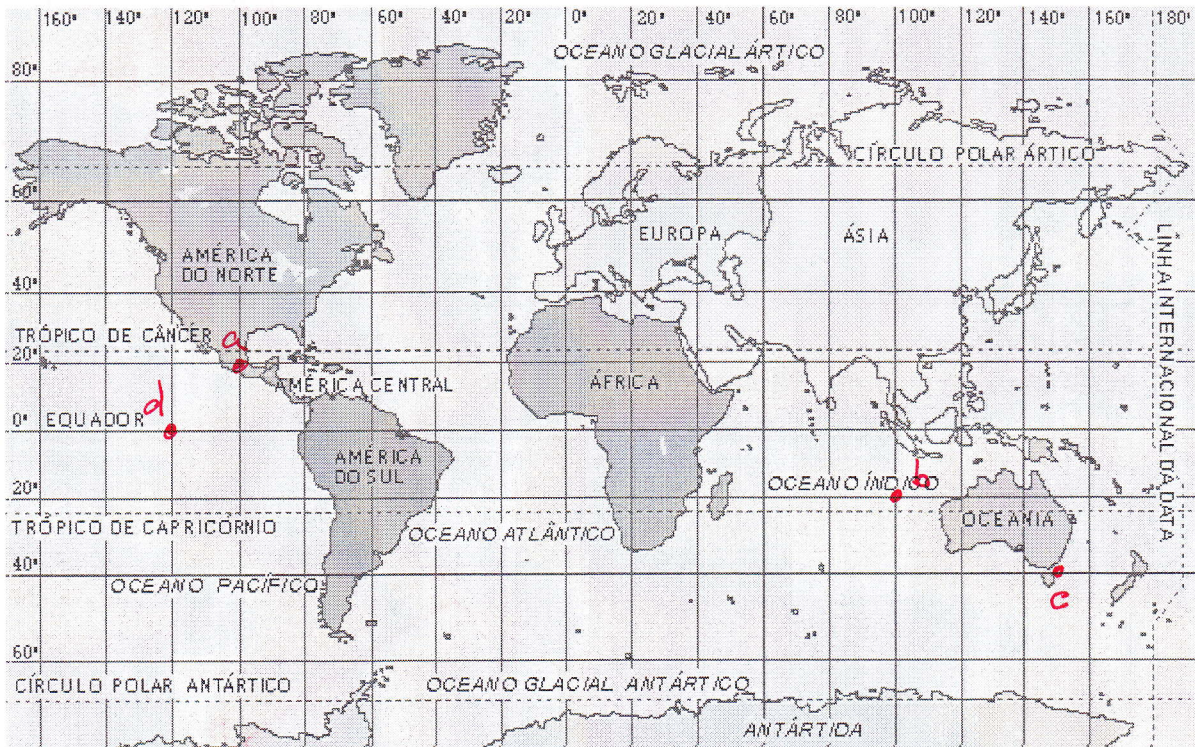 160° 140° 120° 100° 80° 60° 40° 20° 0° 20° 40° 60° 80° 100° 120° 140° 160° 180°
OCEANO GLACIAL ÁRTICO
80°
CÍRCULO POLAR ÁRTICO
60°
EUROPA
ÁSIA
AMÉRICA
DO NORTE
LINHA INTERNACIONAL DA DATA
40°
TRÓPICO DE CÂNCER
a
20°
AMÉRICA CENTRAL
ÁFRICA
d
0°
EQUADOR
AMÉRICA
DO SUL
b
OCEANO ÍNDICO
20°
TRÓPICO DE CAPRICÓRNIO
OCEANO ATLÂNTICO
OCEANIA
40°
OCEANO PACÍFICO
c
60°
CÍRCULO POLAR ANTÁRTICO
OCEANO GLACIAL ANTÁRTICO
ANTÁRTIDA